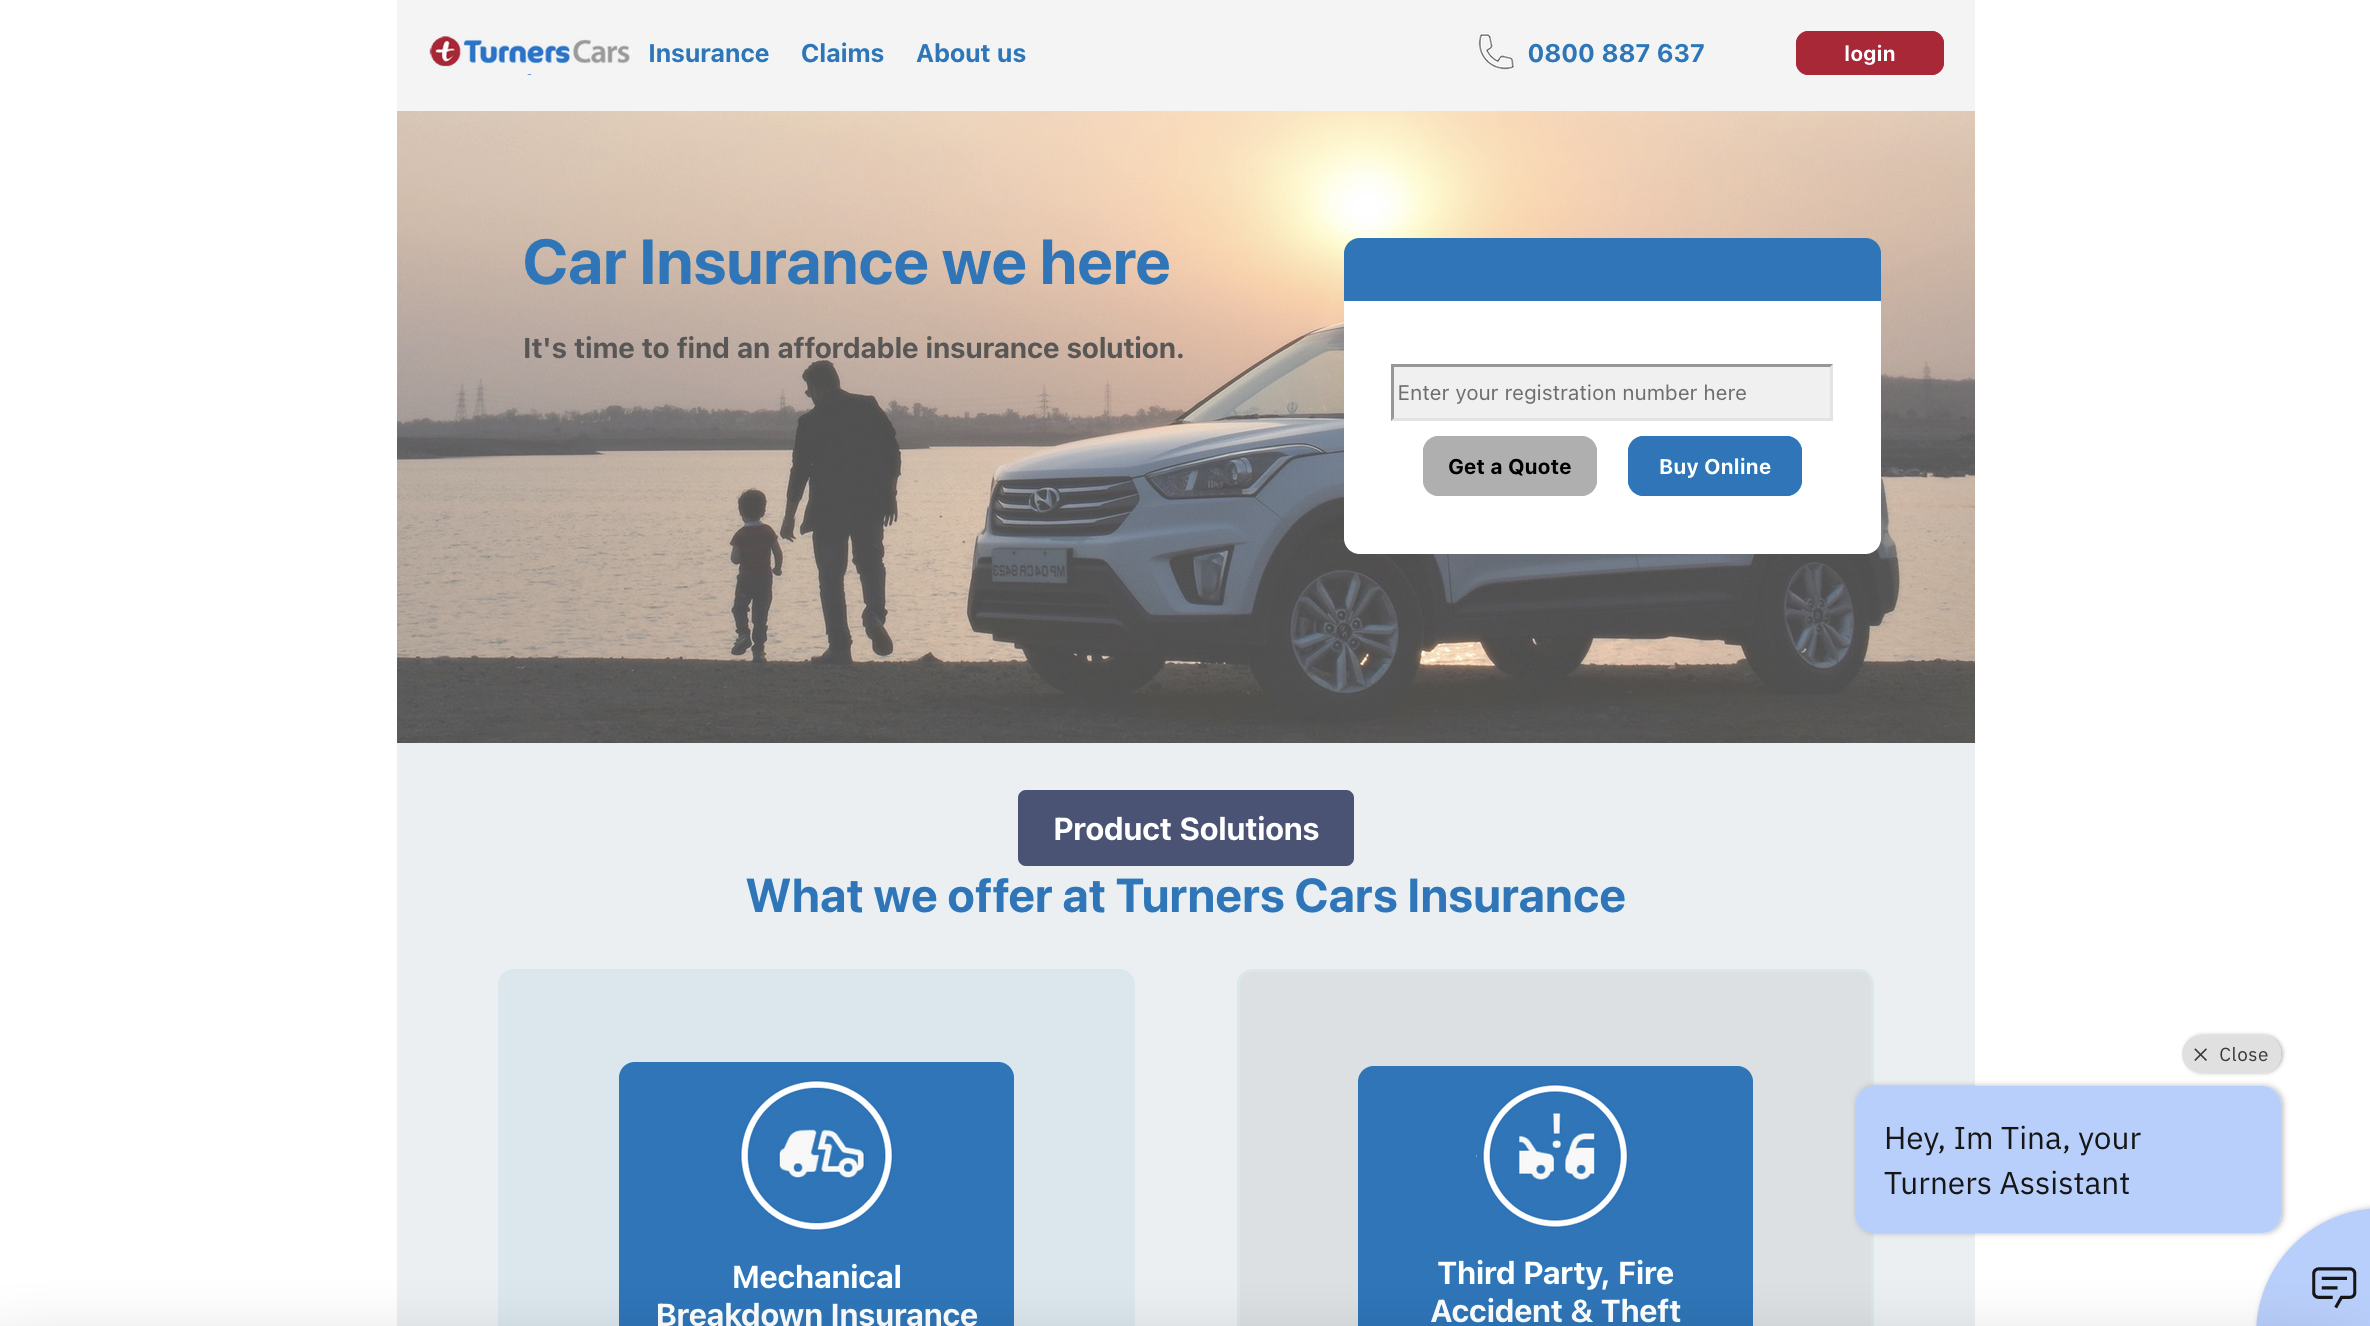 Turners Cars
Insurance Claims About us
0800 887 637
login
Car Insurance we here
It's time to find an affordable insurance solution.
Enter your registration number here
Get a Quote Buy Online
Product Solutions
What we offer at Turners Cars Insurance
Mechanical
Breakdown Insurance
Third Party, Fire
Accident & Theft
Close
Hey, Im Tina, your
Turners Assistant